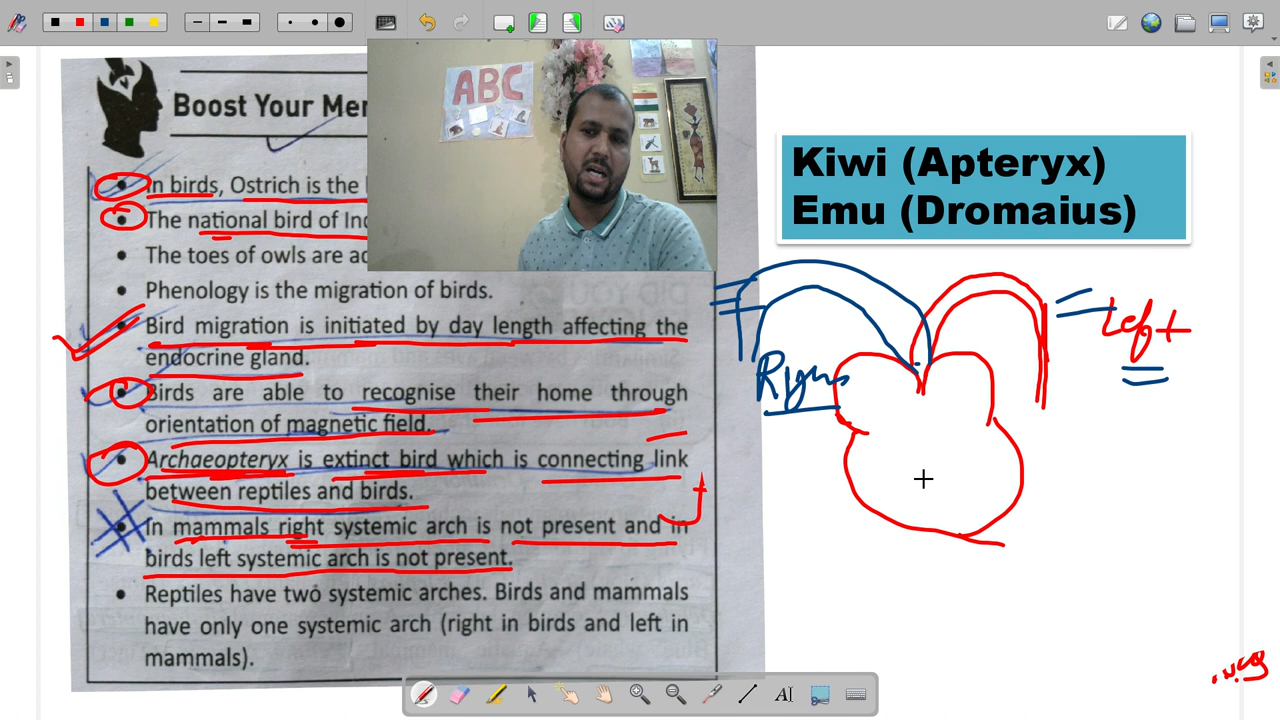 Boost Your Mer
In birds, Ostrich is the
The national bird of Ind
The toes of owls are ad
Phenology is the migration of birds.
Bird migration is initiated by day length affecting the
endocrine gland.
Birds are able to recognise their home through
orientation of magnetic field.
Archaeopteryx is extinct bird which is connecting link
between reptiles and birds.
In mammals right systemic arch is not present and in
birds left systemic arch is not present.
Reptiles have two systemic arches. Birds and mammals
have only one systemic arch (right in birds and left in
mammals).
ABC
Kiwi (Apteryx)
Emu (Dromaius)
Left
AI